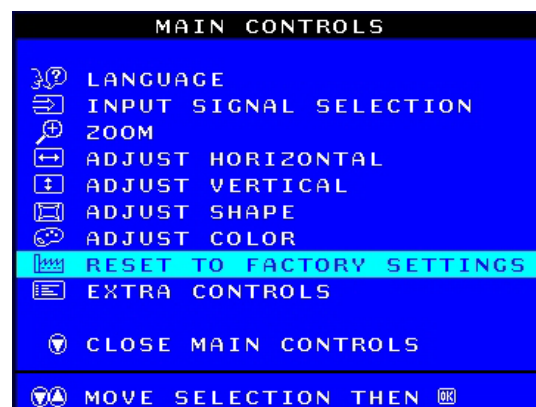 MAIN CONTROLS
LANGUAGE
INPUT SIGNAL SELECTION
ZOOM
ADJUST HORIZONTAL
ADJUST VERTICAL
ADJUST SHAPE
ADJUST COLOR
RESET TO FACTORY SETTINGS
EXTRA CONTROLS
CLOSE MAIN CONTROLS
MOVE SELECTION THEN OK